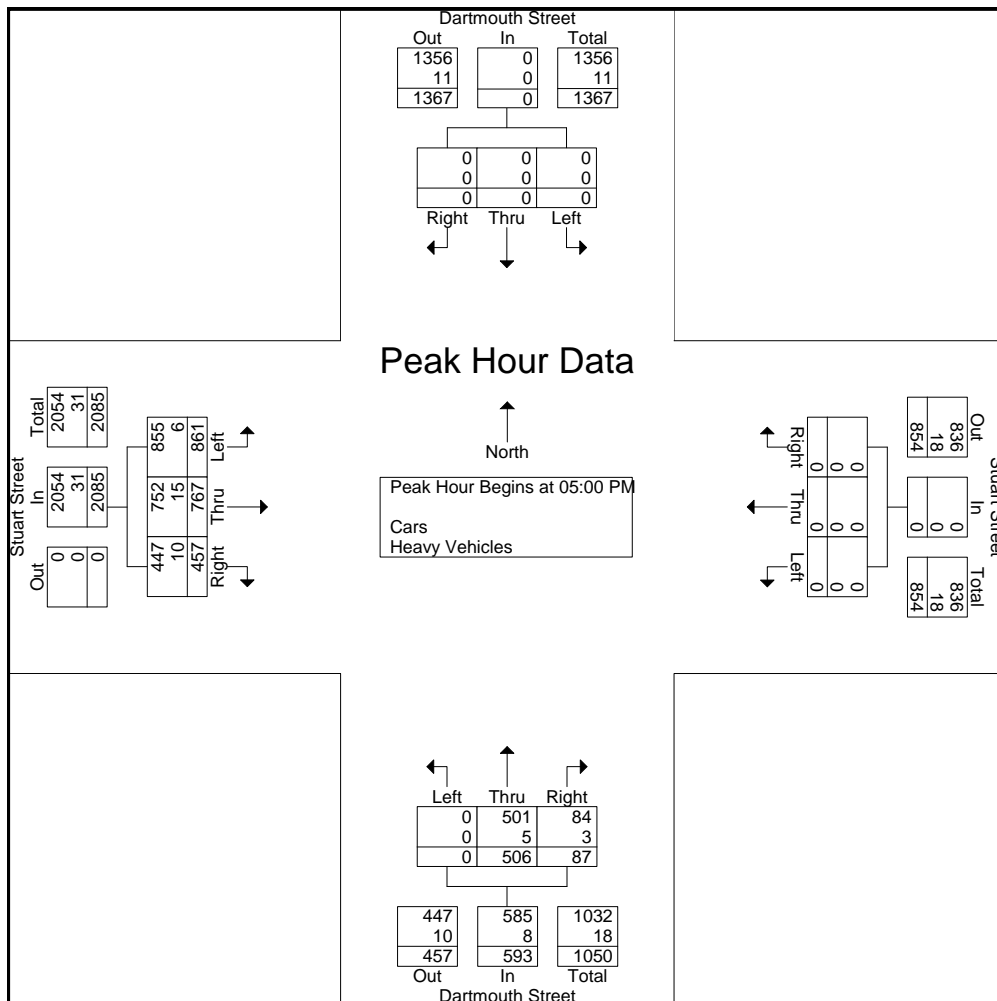 Dartmouth Street
Out In Total
1356 0 1356
11 0 11
1367 0 1367
0 0 0
0 0 0
0 0 0
Right Thru Left
Peak Hour Data
North
Peak Hour Begins at 05:00 PM
Cars
Heavy Vehicles
Stuart Street
Total In Out
2054 2054 0
31 31 0
2085 2085 0
855 752 447
6 15 10
861 767 457
Left Thru Right
Stuart Street
Out In Total
836 0 836
18 0 18
854 0 854
Right Thru Left
0 0 0
0 0 0
0 0 0
Left Thru Right
0 501 84
0 5 3
0 506 87
447 585 1032
10 8 18
457 593 1050
Out In Total
Dartmouth Street